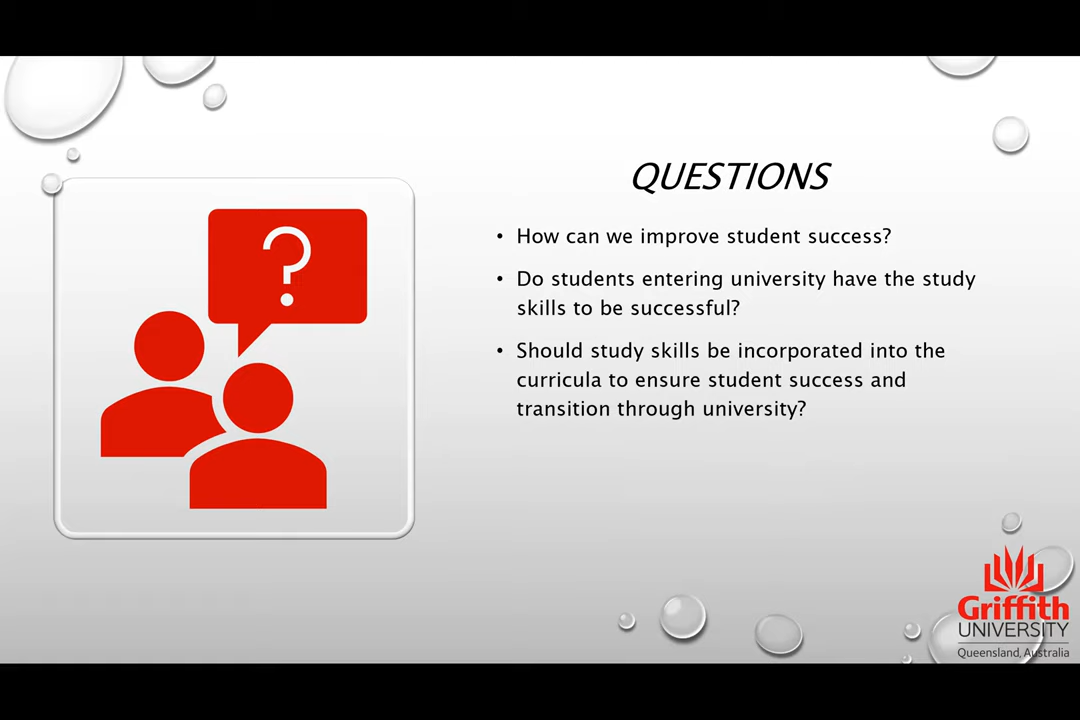 ?
QUESTIONS
• How can we improve student success?
• Do students entering university have the study
skills to be successful?
• Should study skills be incorporated into the
curricula to ensure student success and
transition through university?
Griffith
UNIVERSITY
Queensland, Australia